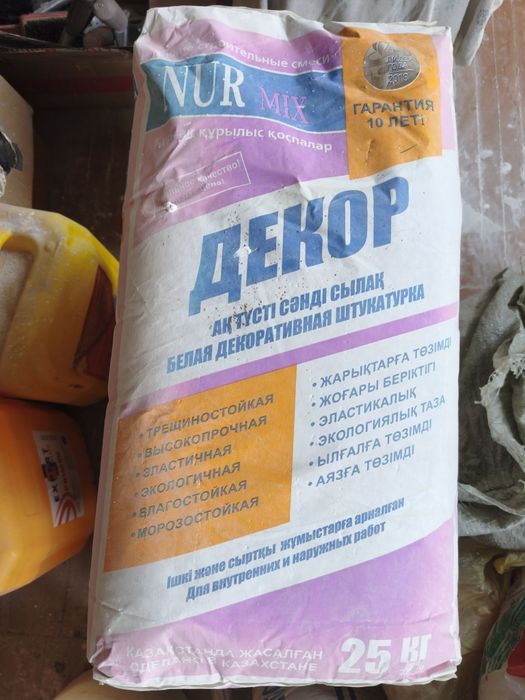 строительные смеси
NUR MIX
құрылыс қоспалар
ГАРАНТИЯ
10 ЛЕТ!
2013
качество!
ДЕКОР
АҚ ТҮСТІ СӘНДІ СЫЛАҚ
БЕЛАЯ ДЕКОРАТИВНАЯ ШТУКАТУРКА
• ТРЕЩИНОСТОЙКАЯ
• ВЫСОКОПРОЧНАЯ
• ЭЛАСТИЧНАЯ
• ЭКОЛОГИЧНАЯ
• ВЛАГОСТОЙКАЯ
• МОРОЗОСТОЙКАЯ
• ЖАРЫҚТАРҒА ТӨЗІМДІ
• ЖОҒАРЫ БЕРІКТІГІ
• ЭЛАСТИКАЛЫҚ
• ЭКОЛОГИЯЛЫҚ ТАЗА
• ЫЛҒАЛҒА ТӨЗІМДІ
• АЯЗҒА ТӨЗІМДІ
Ішкі және сыртқы жұмыстарға арналған
Для внутренних и наружных работ
ҚАЗАҚСТАНДА ЖАСАЛҒАН
СДЕЛАНО В КАЗАХСТАНЕ
25 КГ